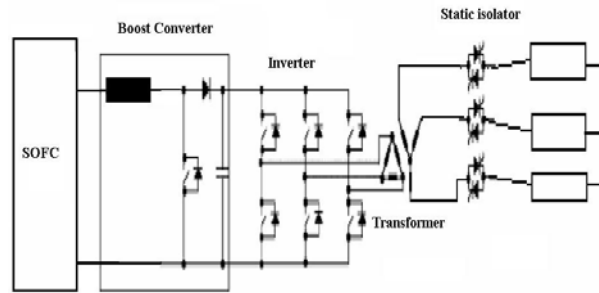 Static isolator
Boost Converter
Inverter
SOFC
Transformer